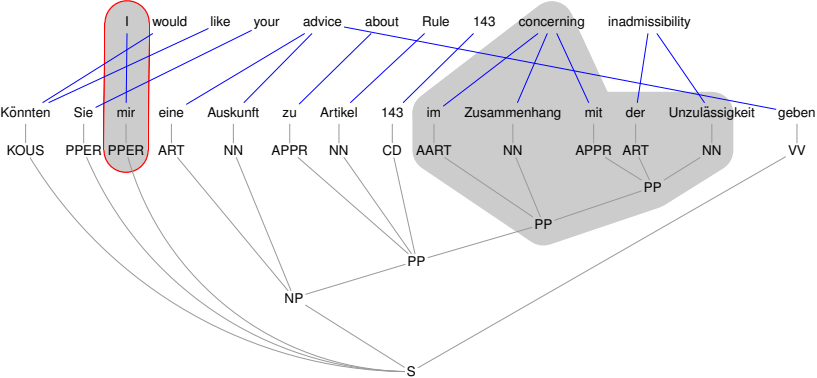 I would like your advice about Rule 143 concerning inadmissibility
Könnten Sie mir eine Auskunft zu Artikel 143 im Zusammenhang mit der Unzulässigkeit geben
KOUS PPER PPER ART NN APPR NN CD AART NN APPR ART NN VV
PP
PP
PP
NP
S